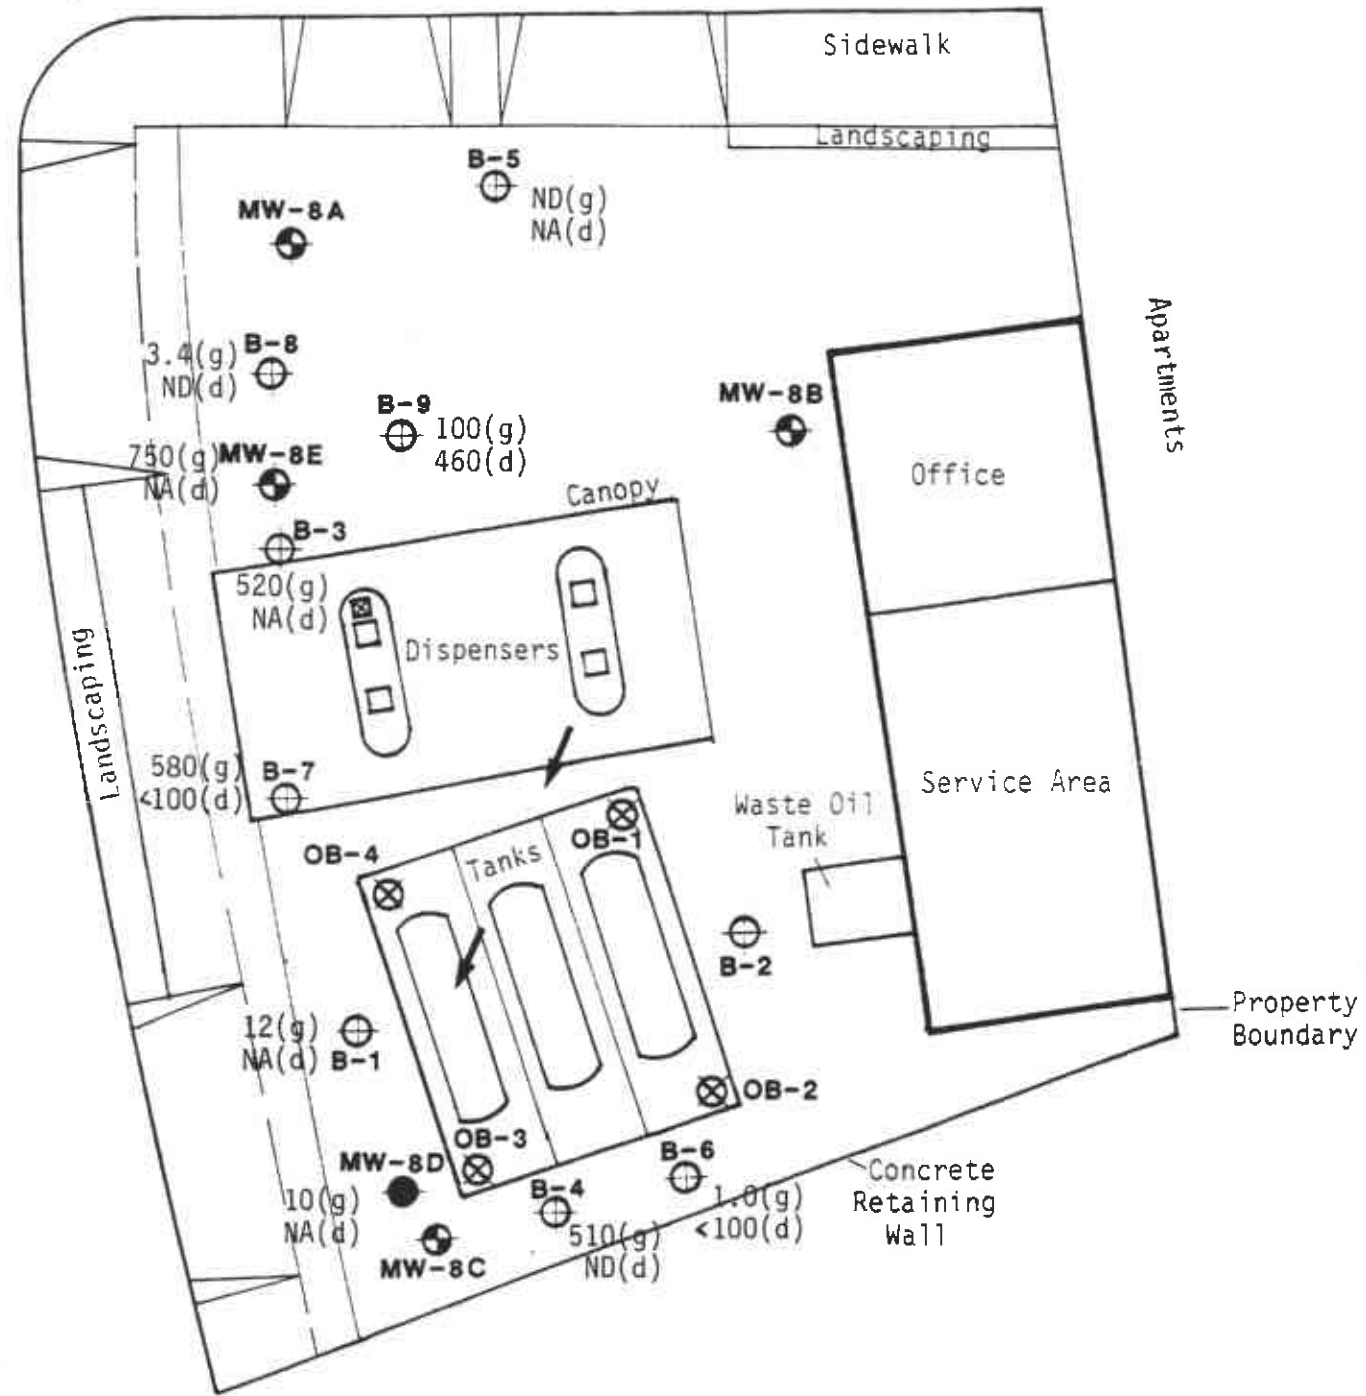 Sidewalk
Landscaping
B-5
ND(g)
NA(d)
MW-8A
Apartments
3.4(g)
ND(d)
B-8
B-9
100(g)
460(d)
MW-8B
750(g)
NA(d)
MW-8E
Office
Canopy
B-3
520(g)
NA(d)
Dispensers
Landscaping
580(g)
<100(d)
B-7
Service Area
Waste Oil
Tank
OB-1
OB-4
Tanks
B-2
Property
Boundary
12(g)
NA(d)
B-1
OB-2
OB-3
MW-8D
10(g)
NA(d)
B-6
1.0(g)
<100(d)
B-4
510(g)
ND(d)
Concrete
Retaining
Wall
MW-8C